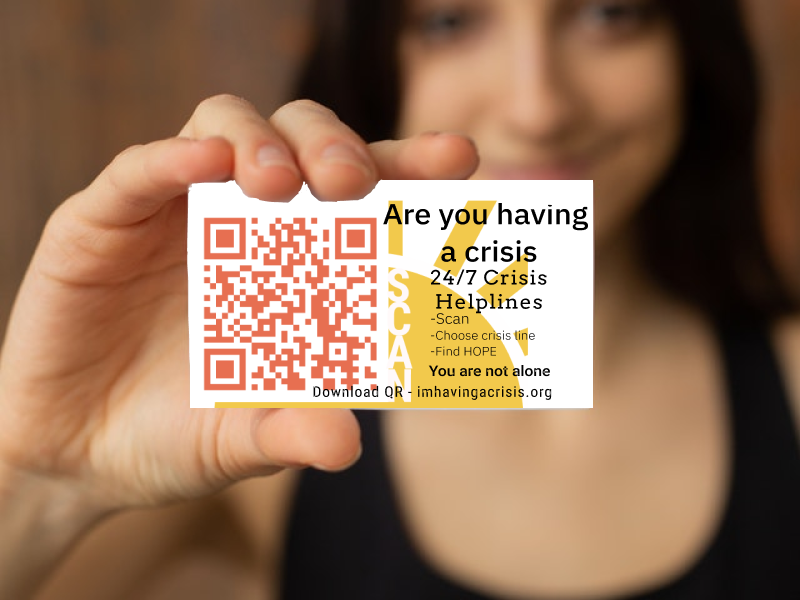 Are you having
a crisis
24/7 Crisis
Helplines
-Scan
-Choose crisis line
-Find HOPE
You are not alone
SCAN
Download QR - imhavingacrisis.org